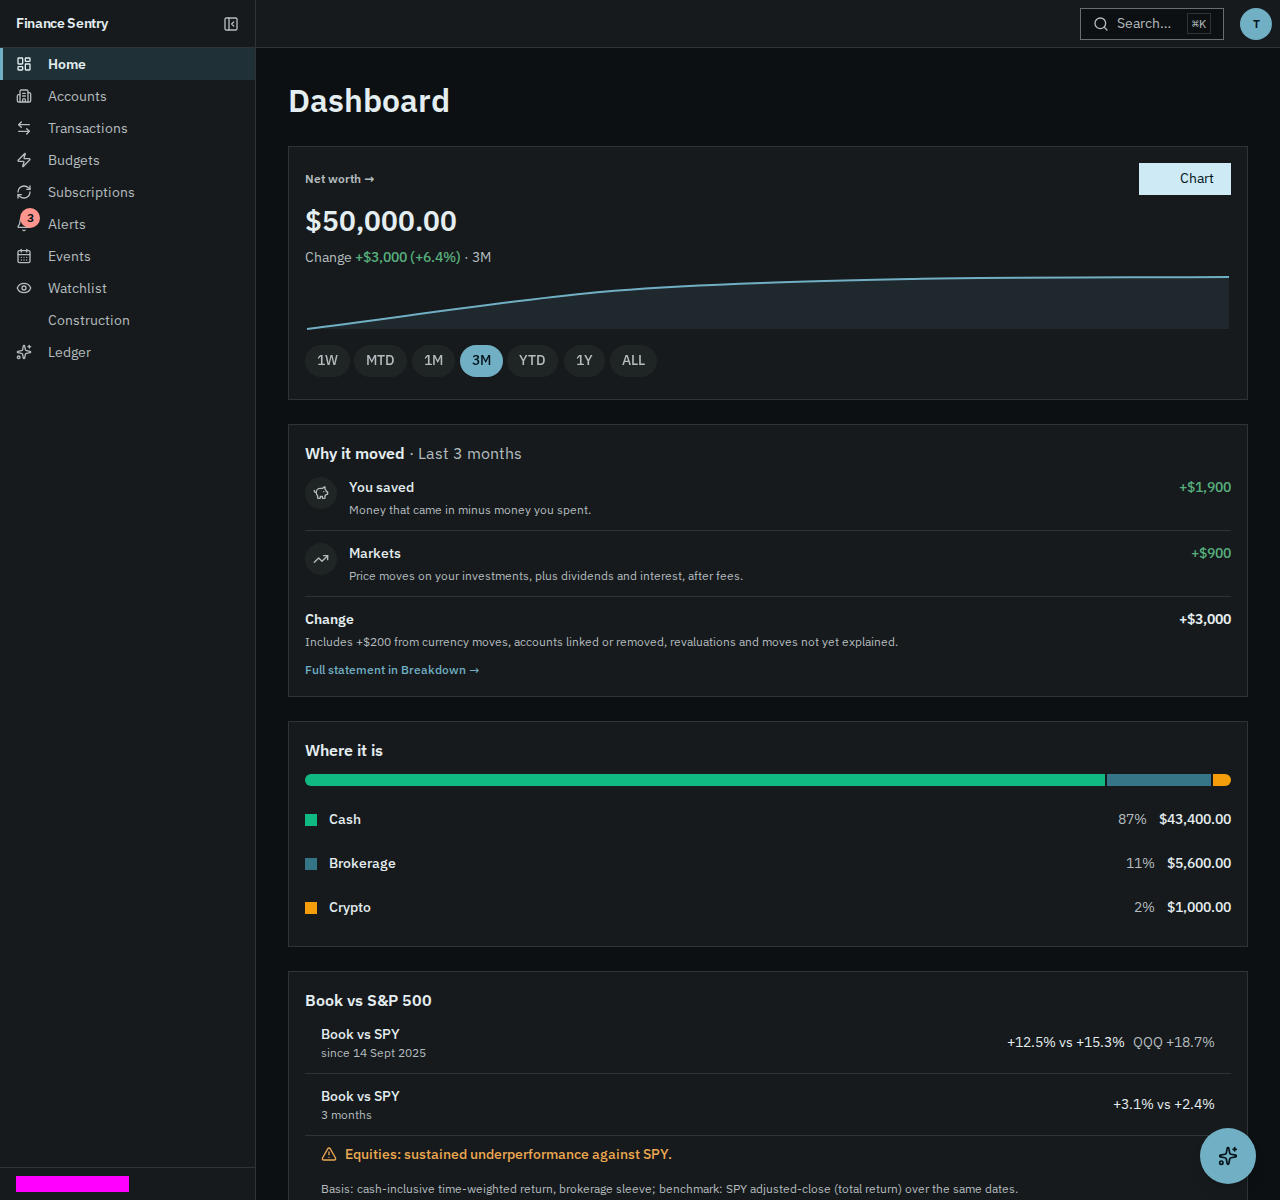 Finance Sentry
Search...
⌘K
T
Home
Accounts
Transactions
Budgets
Subscriptions
3
Alerts
Events
Watchlist
Construction
Ledger
Dashboard
Net worth →
Chart
$50,000.00
Change +$3,000 (+6.4%) · 3M
1W MTD 1M 3M YTD 1Y ALL
Why it moved · Last 3 months
You saved +$1,900
Money that came in minus money you spent.
Markets +$900
Price moves on your investments, plus dividends and interest, after fees.
Change +$3,000
Includes +$200 from currency moves, accounts linked or removed, revaluations and moves not yet explained.
Full statement in Breakdown →
Where it is
Cash 87% $43,400.00
Brokerage 11% $5,600.00
Crypto 2% $1,000.00
Book vs S&P 500
Book vs SPY
since 14 Sept 2025
+12.5% vs +15.3% QQQ +18.7%
Book vs SPY
3 months
+3.1% vs +2.4%
Equities: sustained underperformance against SPY.
Basis: cash-inclusive time-weighted return, brokerage sleeve; benchmark: SPY adjusted-close (total return) over the same dates.